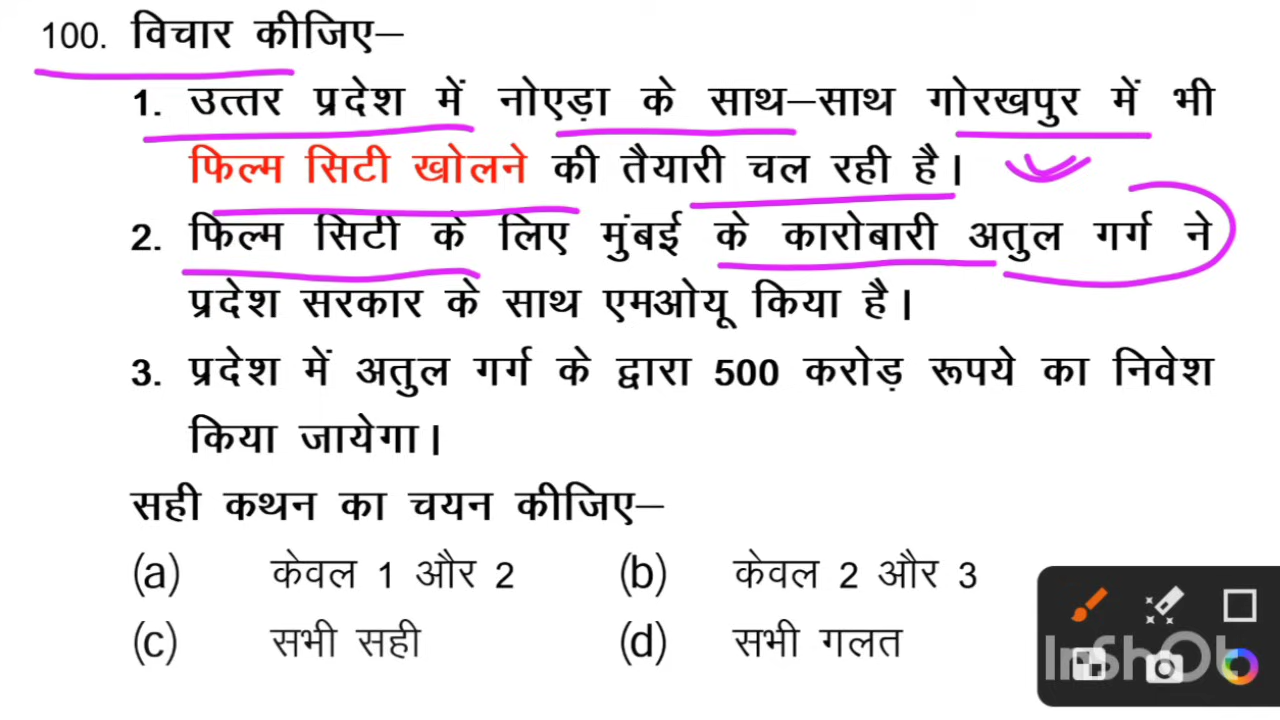 100. विचार कीजिए–
1. उत्तर प्रदेश में नोएड़ा के साथ–साथ गोरखपुर में भी
फिल्म सिटी खोलने की तैयारी चल रही है।
2. फिल्म सिटी के लिए मुंबई के कारोबारी अतुल गर्ग ने
प्रदेश सरकार के साथ एमओयू किया है।
3. प्रदेश में अतुल गर्ग के द्वारा 500 करोड़ रूपये का निवेश
किया जायेगा।
सही कथन का चयन कीजिए–
(a) केवल 1 और 2 (b) केवल 2 और 3
(c) सभी सही (d) सभी गलत
InShOt